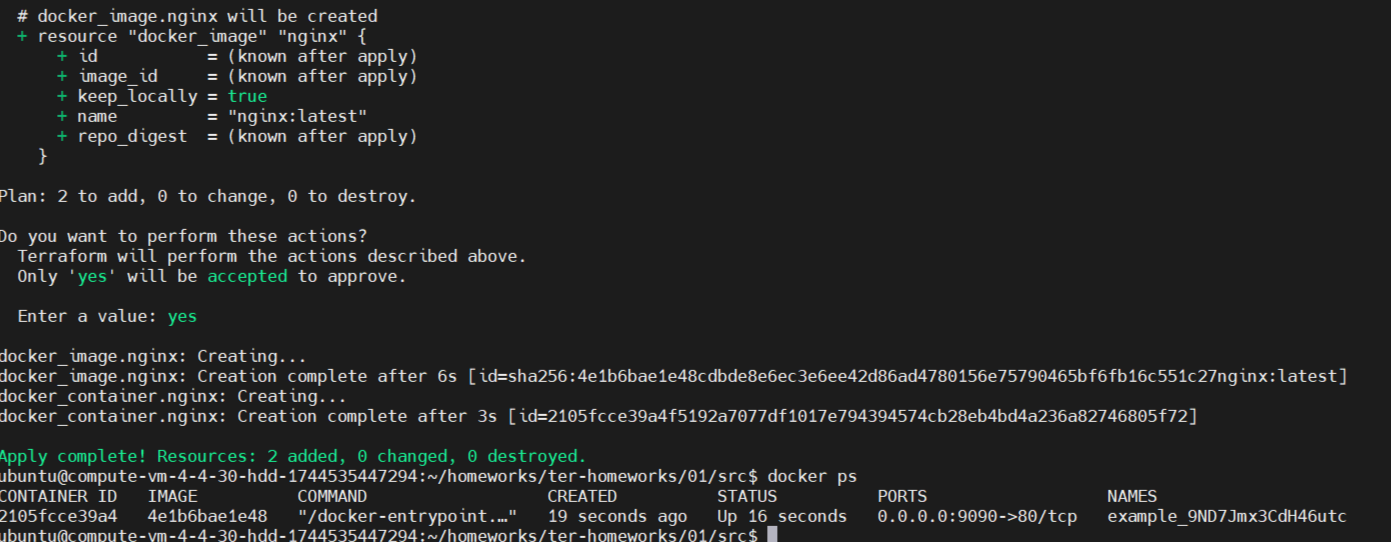 # docker_image.nginx will be created
+ resource "docker_image" "nginx" {
+ id = (known after apply)
+ image_id = (known after apply)
+ keep_locally = true
+ name = "nginx:latest"
+ repo_digest = (known after apply)
}
Plan: 2 to add, 0 to change, 0 to destroy.
Do you want to perform these actions?
Terraform will perform the actions described above.
Only 'yes' will be accepted to approve.
Enter a value: yes
docker_image.nginx: Creating...
docker_image.nginx: Creation complete after 6s [id=sha256:4e1b6bae1e48cdbde8e6ec3e6ee42d86ad4780156e75790465bf6fb16c551c27nginx:latest]
docker_container.nginx: Creating...
docker_container.nginx: Creation complete after 3s [id=2105fcce39a4f5192a7077df1017e794394574cb28eb4bd4a236a82746805f72]
Apply complete! Resources: 2 added, 0 changed, 0 destroyed.
ubuntu@compute-vm-4-4-30-hdd-1744535447294:~/homeworks/ter-homeworks/01/src$ docker ps
CONTAINER ID IMAGE COMMAND CREATED STATUS PORTS NAMES
2105fcce39a4 4e1b6bae1e48 "/docker-entrypoint.…" 19 seconds ago Up 16 seconds 0.0.0.0:9090->80/tcp example_9ND7Jmx3CdH46utc
ubuntu@compute-vm-4-4-30-hdd-1744535447294:~/homeworks/ter-homeworks/01/src$